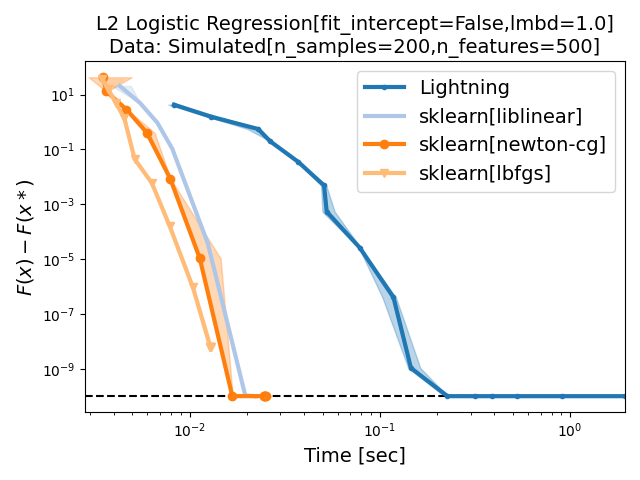 L2 Logistic Regression[fit_intercept=False,lmbd=1.0]
Data: Simulated[n_samples=200,n_features=500]
Lightning
sklearn[liblinear]
sklearn[newton-cg]
sklearn[lbfgs]
F(x) − F(x*)
10¹
10⁻¹
10⁻³
10⁻⁵
10⁻⁷
10⁻⁹
10⁻²
10⁻¹
10⁰
Time [sec]